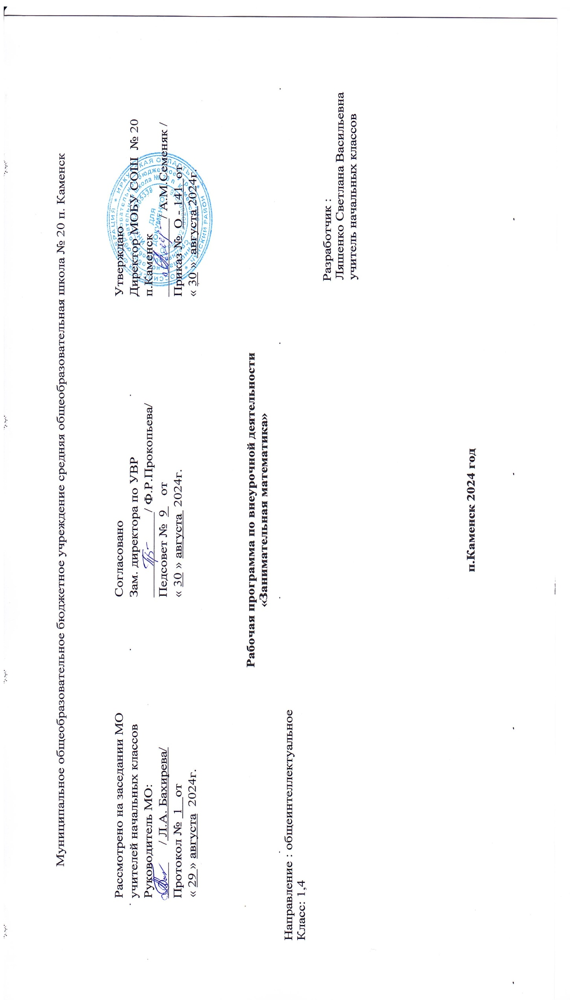 Муниципальное общеобразовательное бюджетное учреждение средняя общеобразовательная школа № 20 п. Каменск
Рассмотрено на заседании МО
учителей начальных классов
Руководитель МО:
/ Л.А. Бахирева/
Протокол № 1 от
« 29 » августа 2024г.
Согласовано
Зам. директора по УВР
/ Ф.Р.Прокопьева/
Педсовет № 9 от
« 30 » августа 2024г.
Утверждаю
Директор МОБУ СОШ № 20
п.Каменск
/ А.М.Семеняк /
Приказ № О - 141 от
« 30 » августа 2024г.
ДЛЯ
ДОКУМЕНТОВ
Рабочая программа по внеурочной деятельности
«Занимательная математика»
Направление : общеинтеллектуальное
Класс: 1,4
Разработчик :
Ляшенко Светлана Васильевна
учитель начальных классов
п.Каменск 2024 год